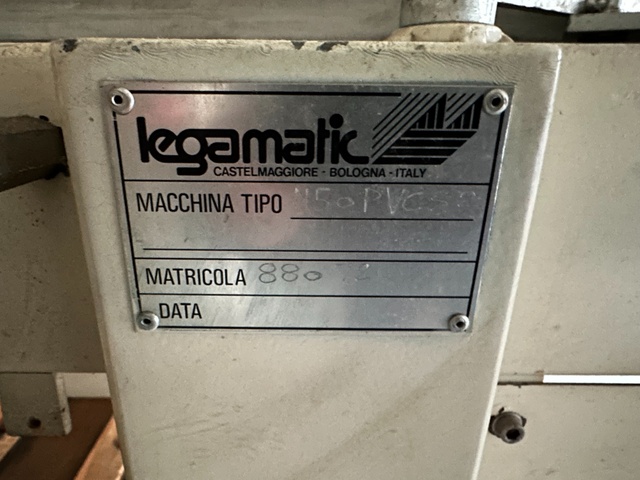 legamatic
CASTELMAGGIORE - BOLOGNA - ITALY
MACCHINA TIPO
MATRICOLA 880
DATA